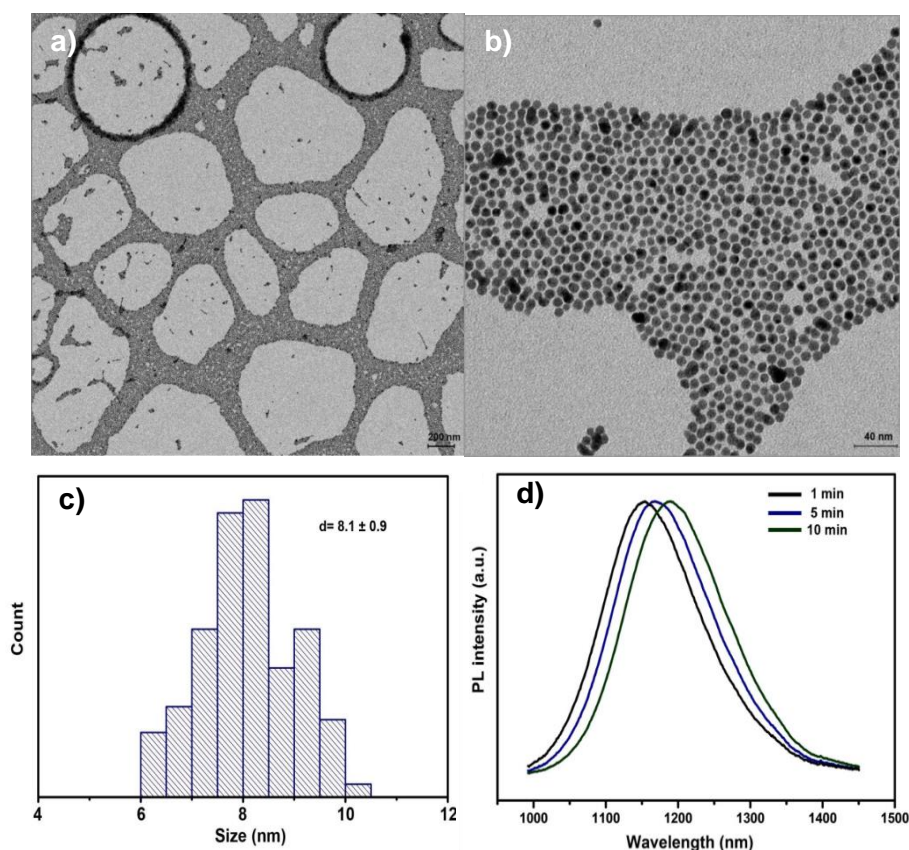 a)
200 nm
b)
40 nm
c)
d= 8.1 ± 0.9
Count
4 6 8 10 12
Size (nm)
d)
1 min
5 min
10 min
PL intensity (a.u.)
1000 1100 1200 1300 1400 1500
Wavelength (nm)